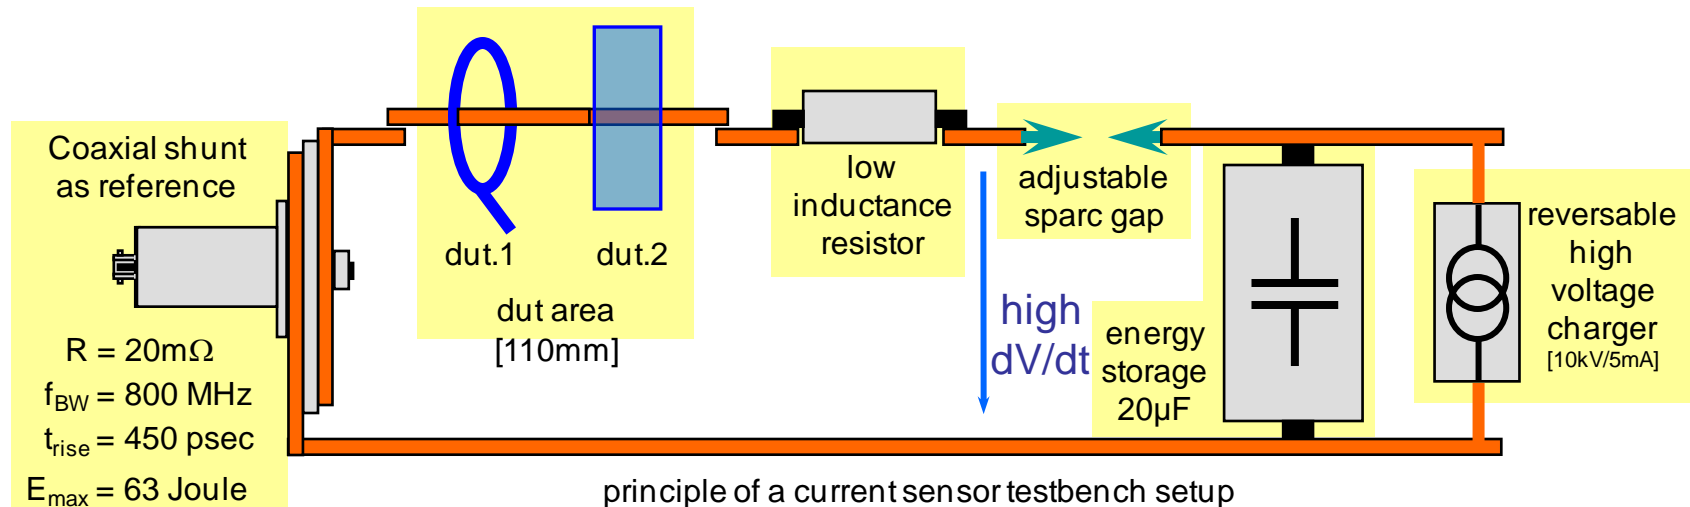 Coaxial shunt
as reference
R = 20mΩ
fBW = 800 MHz
trise = 450 psec
Emax = 63 Joule
dut.1
dut.2
dut area
[110mm]
low
inductance
resistor
high
dV/dt
adjustable
sparc gap
energy
storage
20µF
reversable
high
voltage
charger
[10kV/5mA]
principle of a current sensor testbench setup